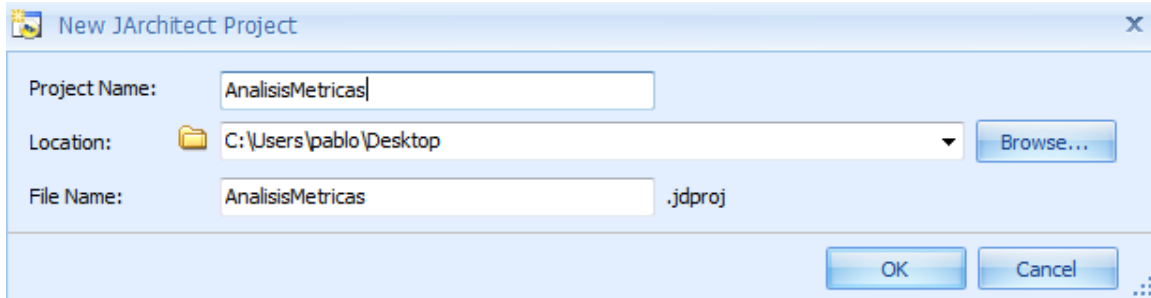 New JArchitect Project
Project Name: AnalisisMetricas
Location: C:\Users\pablo\Desktop Browse...
File Name: AnalisisMetricas .jdproj
OK Cancel